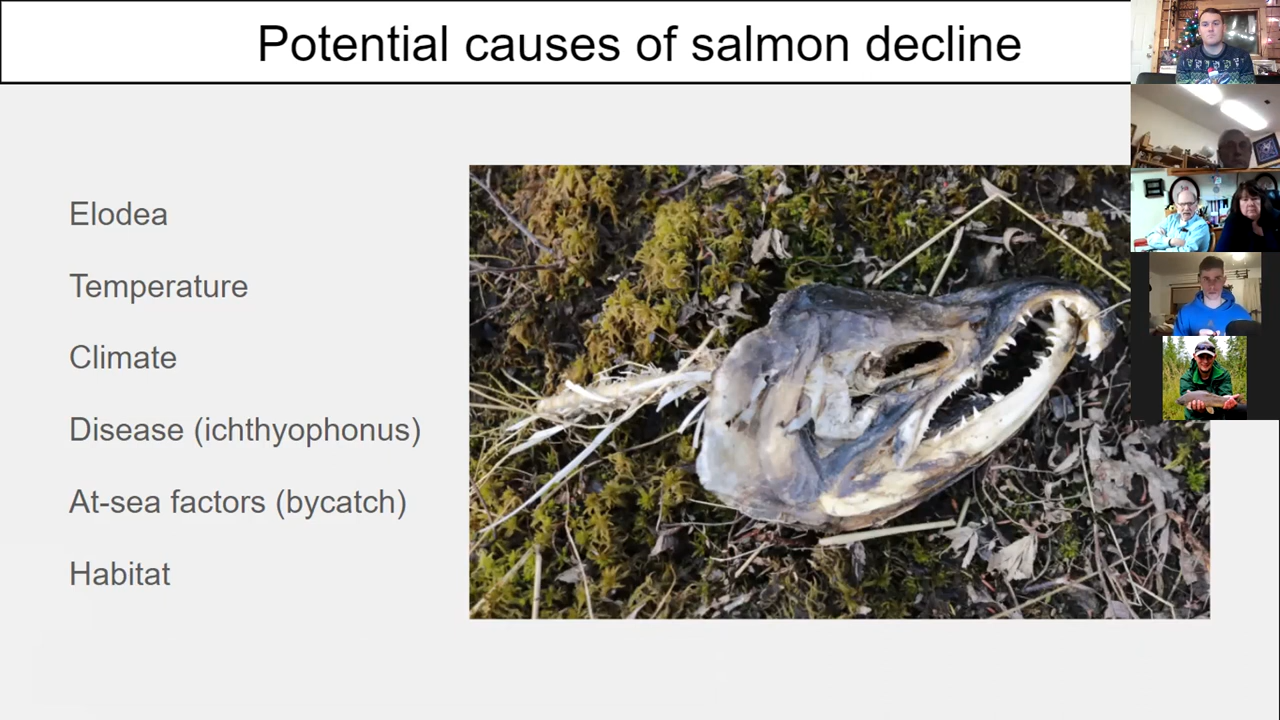 Potential causes of salmon decline
Elodea
Temperature
Climate
Disease (ichthyophonus)
At-sea factors (bycatch)
Habitat